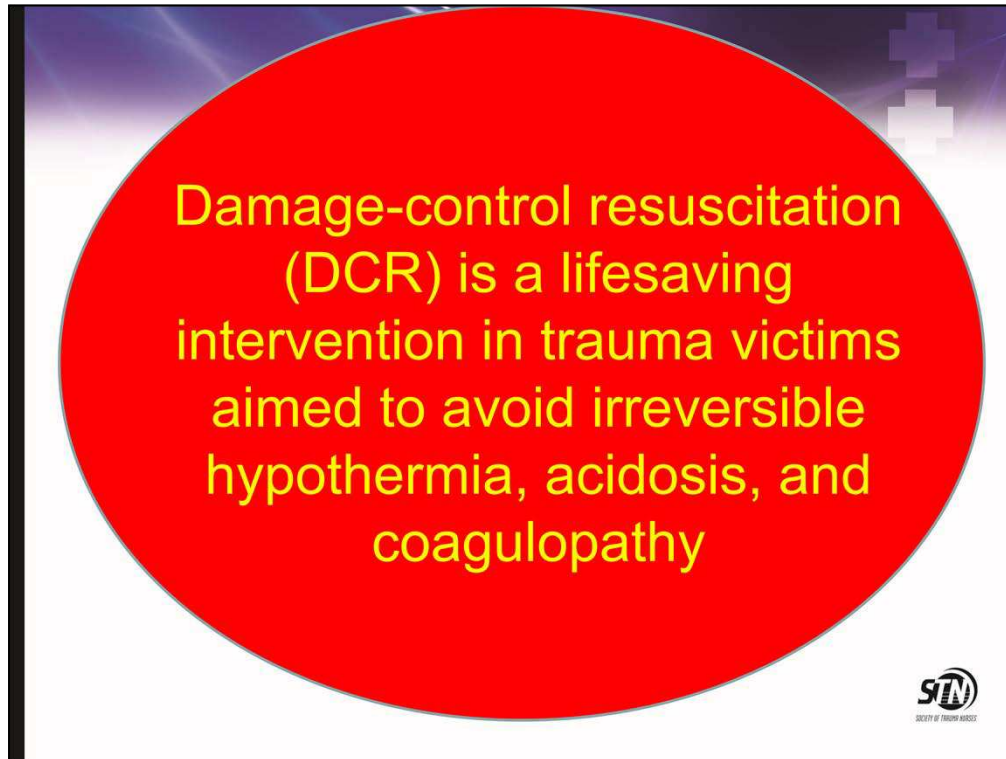 Damage-control resuscitation
(DCR) is a lifesaving
intervention in trauma victims
aimed to avoid irreversible
hypothermia, acidosis, and
coagulopathy
STN
SOCIETY OF TRAUMA NURSES